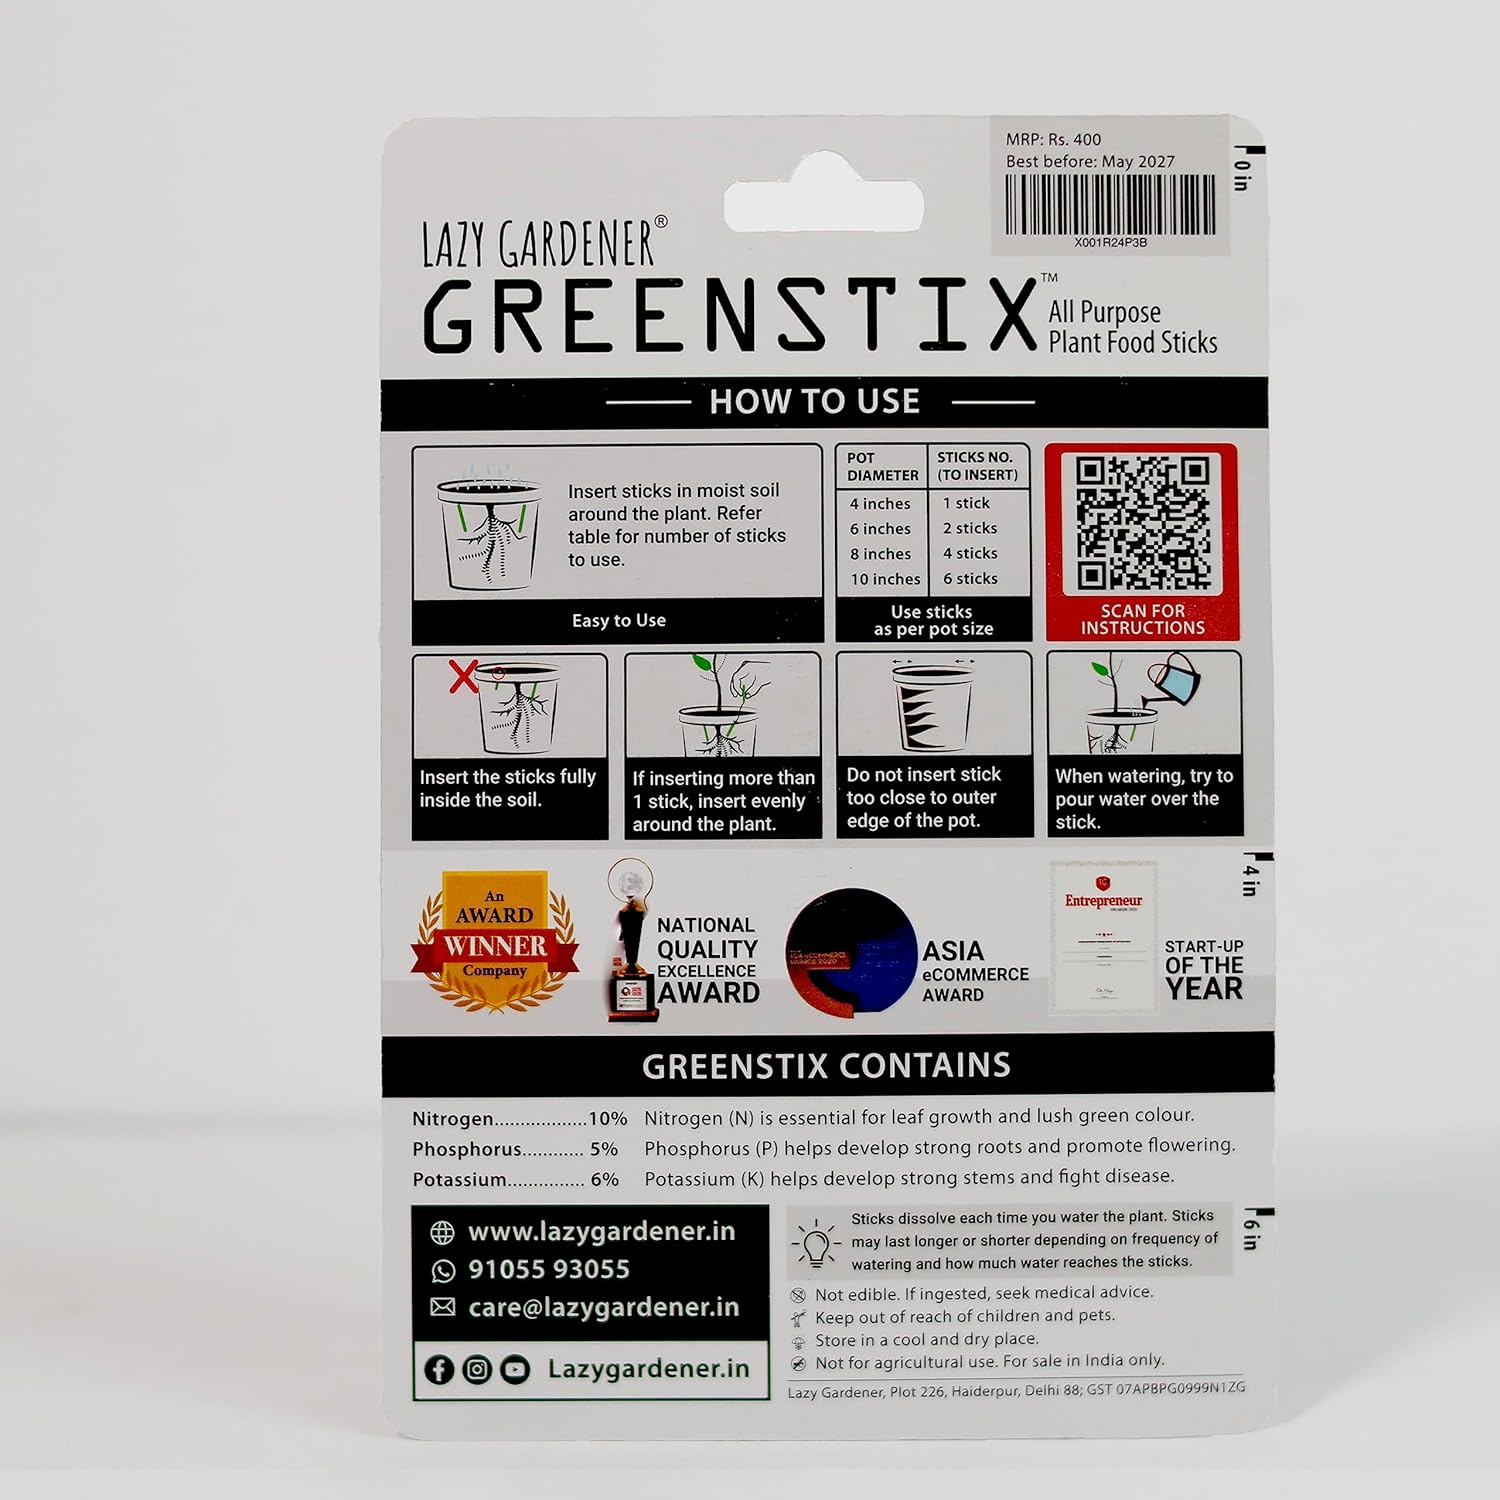 MRP: Rs. 400
Best before: May 2027
X001R24P3B
0 in
LAZY GARDENER®
GREENSTIX™
All Purpose
Plant Food Sticks
HOW TO USE
Insert sticks in moist soil
around the plant. Refer
table for number of sticks
to use.
Easy to Use
POT DIAMETER STICKS NO. (TO INSERT)
4 inches 1 stick
6 inches 2 sticks
8 inches 4 sticks
10 inches 6 sticks
Use sticks
as per pot size
SCAN FOR
INSTRUCTIONS
Insert the sticks fully
inside the soil.
If inserting more than
1 stick, insert evenly
around the plant.
Do not insert stick
too close to outer
edge of the pot.
When watering, try to
pour water over the
stick.
4 in
An
AWARD
WINNER
Company
NATIONAL
QUALITY
EXCELLENCE
AWARD
ASIA
eCOMMERCE
AWARD
Entrepreneur
START-UP
OF THE
YEAR
GREENSTIX CONTAINS
Nitrogen..................10% Nitrogen (N) is essential for leaf growth and lush green colour.
Phosphorus............ 5% Phosphorus (P) helps develop strong roots and promote flowering.
Potassium............... 6% Potassium (K) helps develop strong stems and fight disease.
6 in
www.lazygardener.in
91055 93055
care@lazygardener.in
Lazygardener.in
Sticks dissolve each time you water the plant. Sticks
may last longer or shorter depending on frequency of
watering and how much water reaches the sticks.
Not edible. If ingested, seek medical advice.
Keep out of reach of children and pets.
Store in a cool and dry place.
Not for agricultural use. For sale in India only.
Lazy Gardener, Plot 226, Haiderpur, Delhi 88; GST 07APBPG0999N1ZG